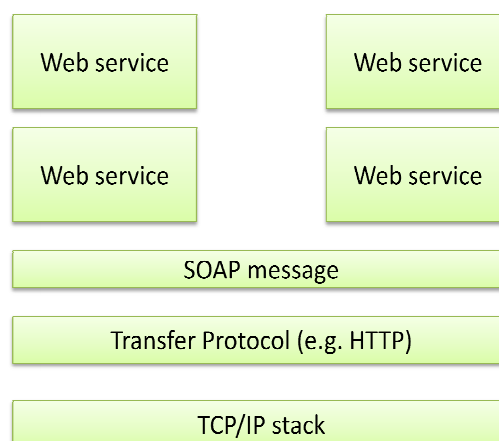 Web service
Web service
Web service
Web service
SOAP message
Transfer Protocol (e.g. HTTP)
TCP/IP stack